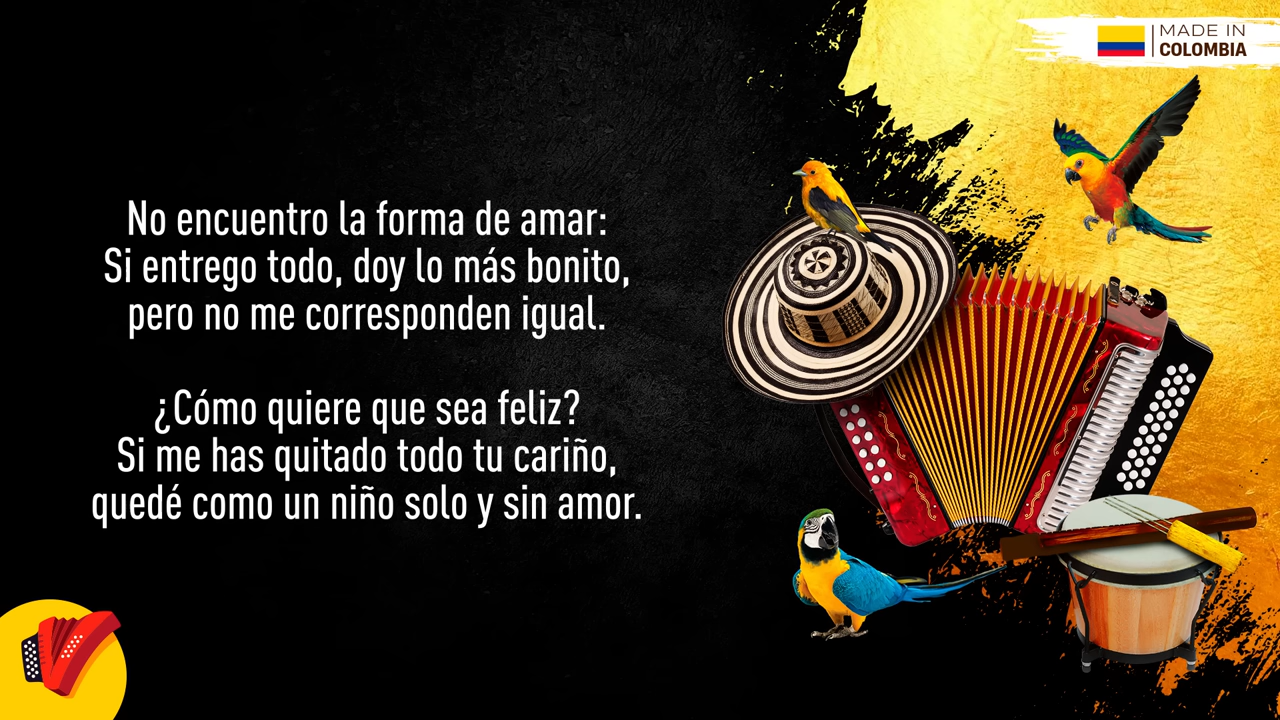 MADE IN
COLOMBIA
No encuentro la forma de amar:
Si entrego todo, doy lo más bonito,
pero no me corresponden igual.
¿Cómo quiere que sea feliz?
Si me has quitado todo tu cariño,
quedé como un niño solo y sin amor.